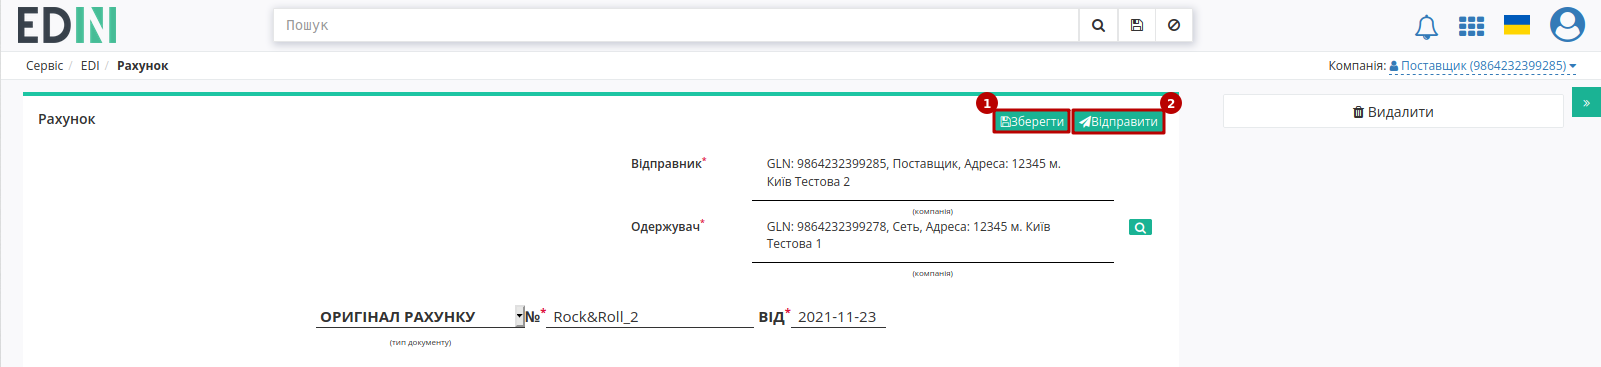 EDIN
Пошук
Сервіс / EDI / Рахунок
Компанія: Поставщик (9864232399285)
1
2
»
Рахунок
Зберегти
Відправити
Видалити
Відправник*
GLN: 9864232399285, Поставщик, Адреса: 12345 м.
Київ Тестова 2
(компанія)
Одержувач*
GLN: 9864232399278, Сеть, Адреса: 12345 м. Київ
Тестова 1
(компанія)
ОРИГІНАЛ РАХУНКУ №* Rock&Roll_2 ВІД* 2021-11-23
(тип документу)